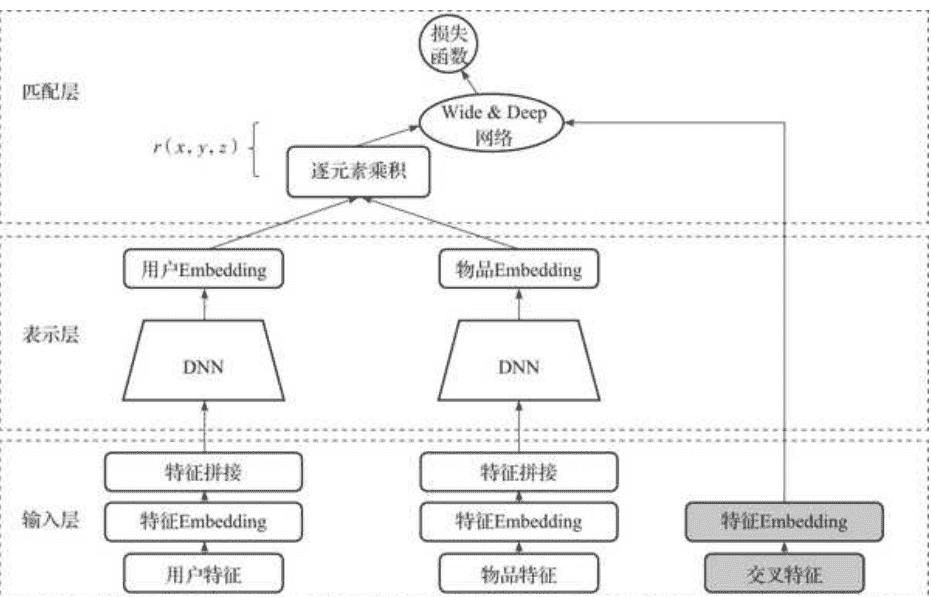 损失
函数
匹配层
Wide & Deep
网络
r(x, y, z)
逐元素乘积
用户Embedding
物品Embedding
表示层
DNN
DNN
特征拼接
特征拼接
输入层
特征Embedding
特征Embedding
特征Embedding
用户特征
物品特征
交叉特征